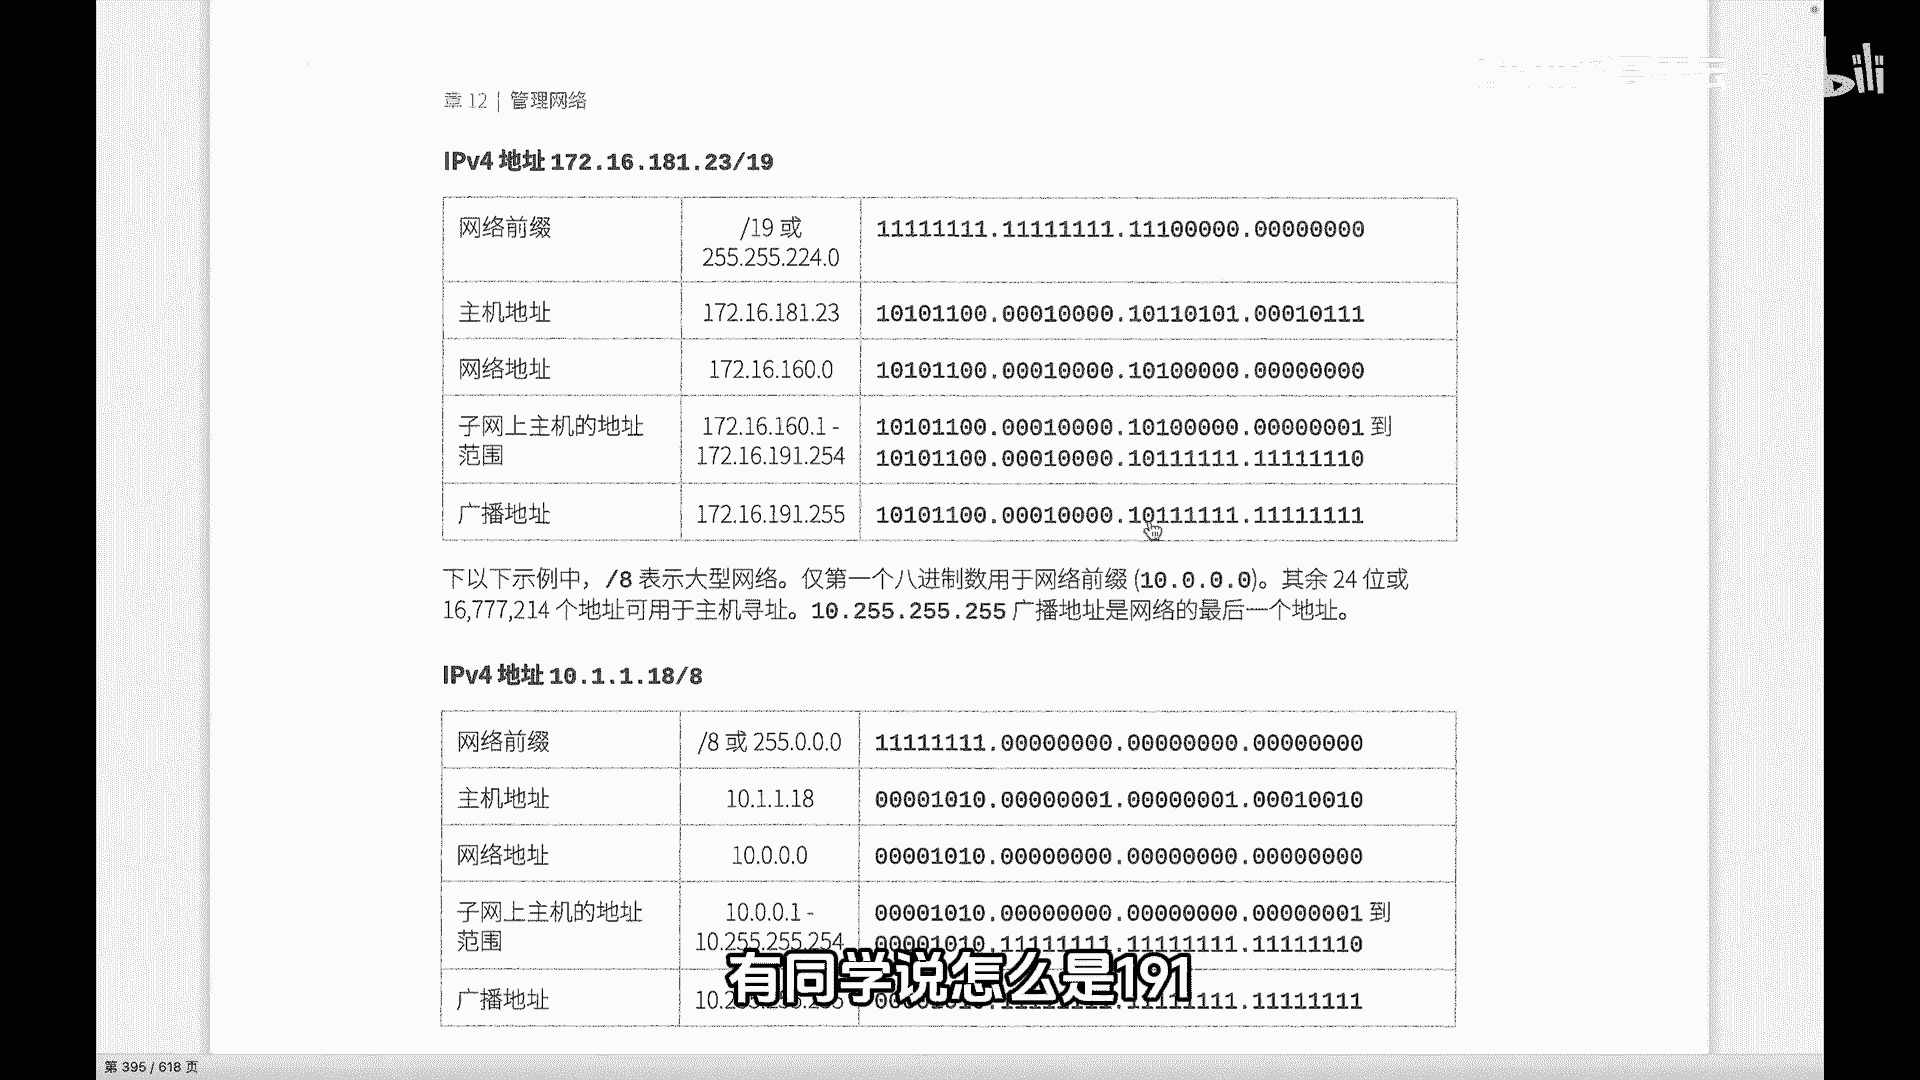 bili
章 12 | 管理网络
IPv4 地址 172.16.181.23/19
网络前缀
/19 或
255.255.224.0
11111111.11111111.11100000.00000000
主机地址
172.16.181.23
10101100.00010000.10110101.00010111
网络地址
172.16.160.0
10101100.00010000.10100000.00000000
子网上主机的地址
范围
172.16.160.1 -
172.16.191.254
10101100.00010000.10100000.00000001 到
10101100.00010000.10111111.11111110
广播地址
172.16.191.255
10101100.00010000.10111111.11111111
下以下示例中，/8 表示大型网络。仅第一个八进制数用于网络前缀 (10.0.0.0)。其余 24 位或
16,777,214 个地址可用于主机寻址。10.255.255.255 广播地址是网络的最后一个地址。
IPv4 地址 10.1.1.18/8
网络前缀
/8 或 255.0.0.0
11111111.00000000.00000000.00000000
主机地址
10.1.1.18
00001010.00000001.00000001.00010010
网络地址
10.0.0.0
00001010.00000000.00000000.00000000
子网上主机的地址
范围
10.0.0.1 -
10.255.255.254
00001010.00000000.00000000.00000001 到
00001010.11111111.11111111.11111110
广播地址
10.255.255.255
00001010.11111111.11111111.11111111
有同学说怎么是191
第 395 / 618 页